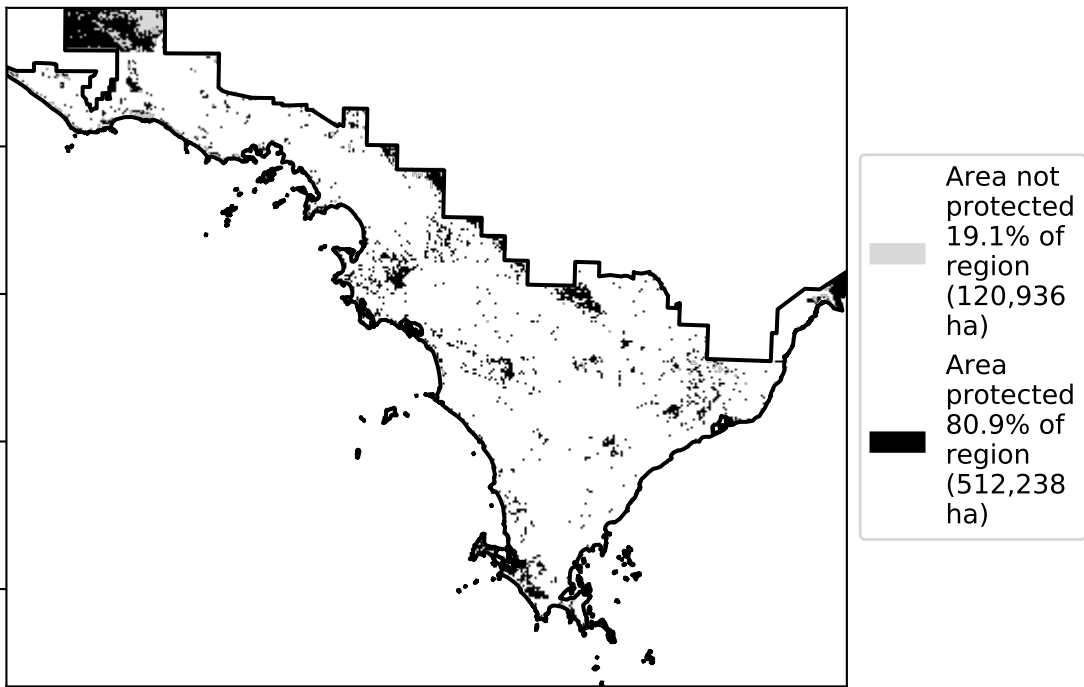 Area not
protected
19.1% of
region
(120,936
ha)
Area
protected
80.9% of
region
(512,238
ha)